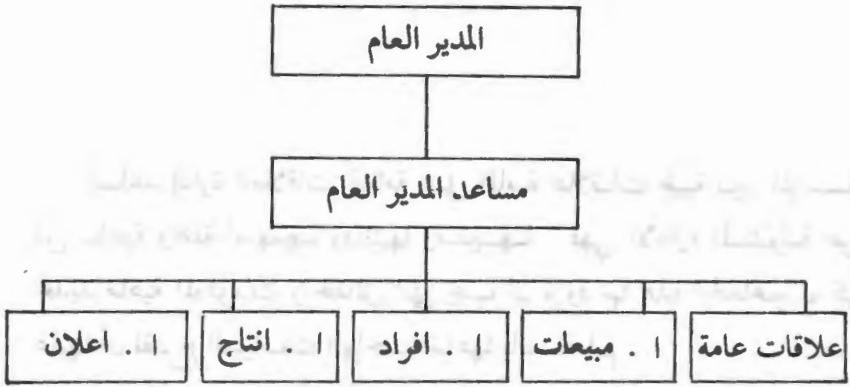 المدير العام
مساعد المدير العام
علاقات عامة
ا . مبيعات
ا . افراد
ا . انتاج
ا . اعلان